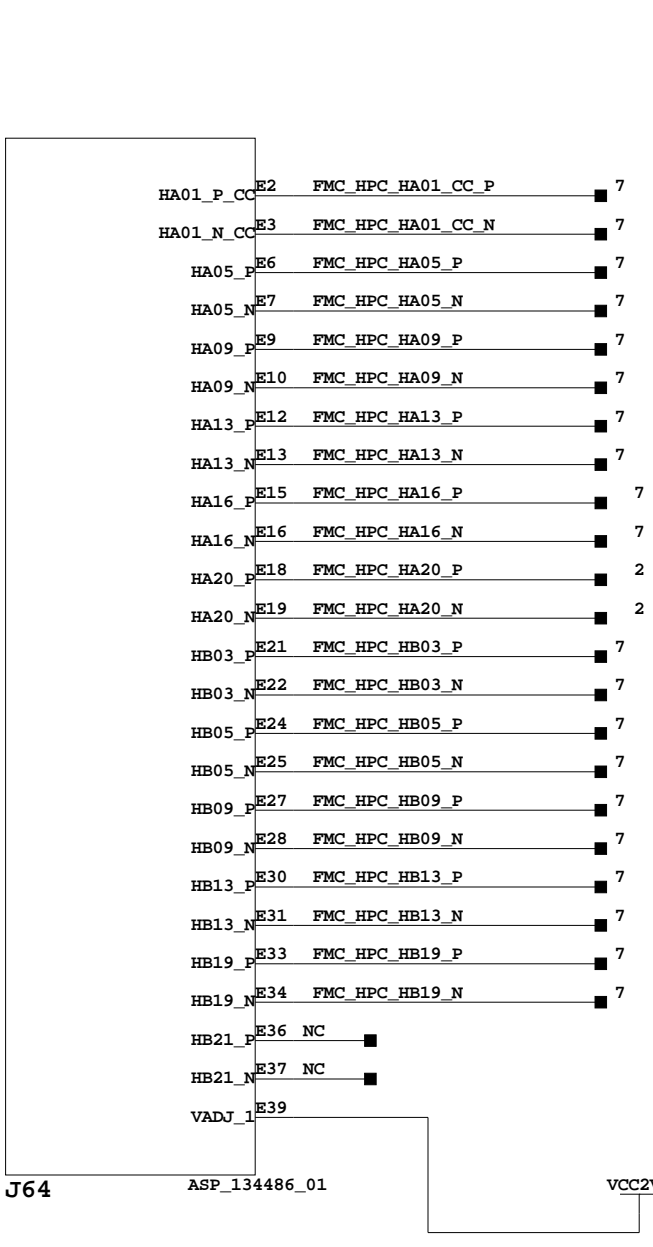 HA01_P_CC E2 FMC_HPC_HA01_CC_P 7
HA01_N_CC E3 FMC_HPC_HA01_CC_N 7
HA05_P E6 FMC_HPC_HA05_P 7
HA05_N E7 FMC_HPC_HA05_N 7
HA09_P E9 FMC_HPC_HA09_P 7
HA09_N E10 FMC_HPC_HA09_N 7
HA13_P E12 FMC_HPC_HA13_P 7
HA13_N E13 FMC_HPC_HA13_N 7
HA16_P E15 FMC_HPC_HA16_P 7
HA16_N E16 FMC_HPC_HA16_N 7
HA20_P E18 FMC_HPC_HA20_P 2
HA20_N E19 FMC_HPC_HA20_N 2
HB03_P E21 FMC_HPC_HB03_P 7
HB03_N E22 FMC_HPC_HB03_N 7
HB05_P E24 FMC_HPC_HB05_P 7
HB05_N E25 FMC_HPC_HB05_N 7
HB09_P E27 FMC_HPC_HB09_P 7
HB09_N E28 FMC_HPC_HB09_N 7
HB13_P E30 FMC_HPC_HB13_P 7
HB13_N E31 FMC_HPC_HB13_N 7
HB19_P E33 FMC_HPC_HB19_P 7
HB19_N E34 FMC_HPC_HB19_N 7
HB21_P E36 NC
HB21_N E37 NC
VADJ_1 E39
J64 ASP_134486_01